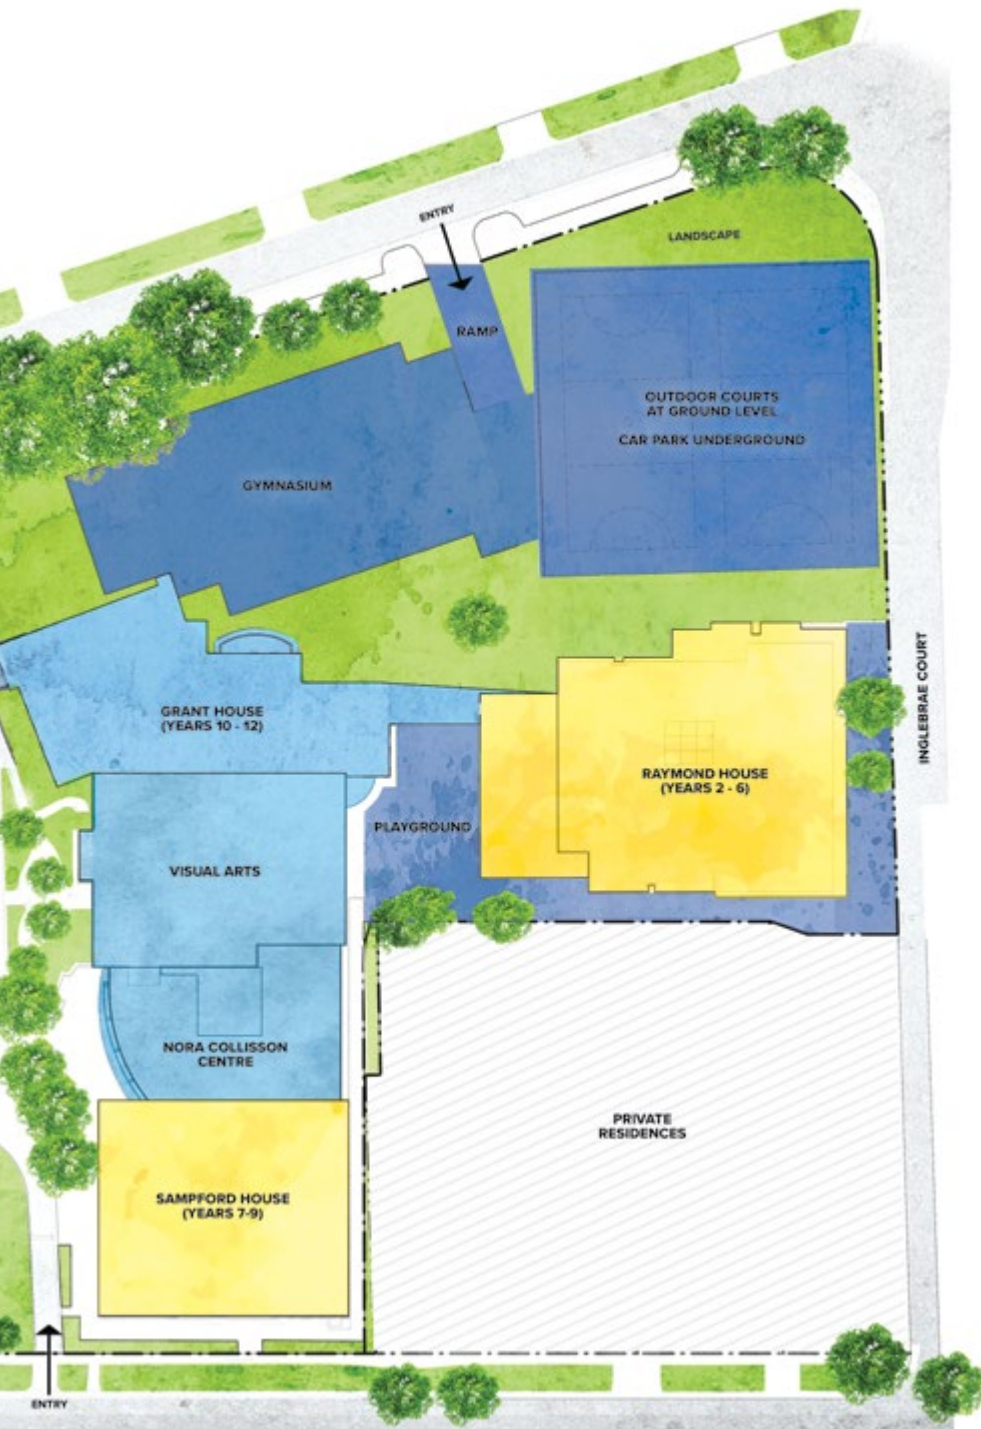 ENTRY
LANDSCAPE
RAMP
OUTDOOR COURTS
AT GROUND LEVEL
CAR PARK UNDERGROUND
GYMNASIUM
INGLEBRAE COURT
GRANT HOUSE
(YEARS 10 - 12)
RAYMOND HOUSE
(YEARS 2 - 6)
PLAYGROUND
VISUAL ARTS
NORA COLLISSON
CENTRE
PRIVATE
RESIDENCES
SAMPFORD HOUSE
(YEARS 7-9)
ENTRY